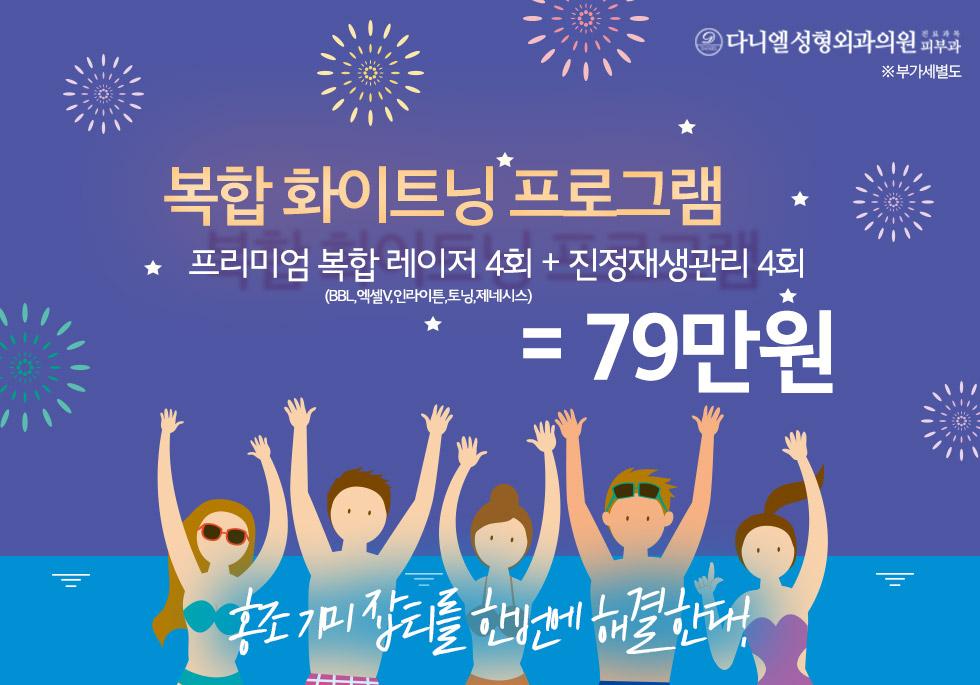 다니엘성형외과의원 진료과목 피부과
※부가세별도
복합 화이트닝 프로그램
프리미엄 복합 레이저 4회 + 진정재생관리 4회
(BBL,엑셀V,인라이튼,토닝,제네시스)
= 79만원
홍조 기미 잡티를 한번에 해결한다!